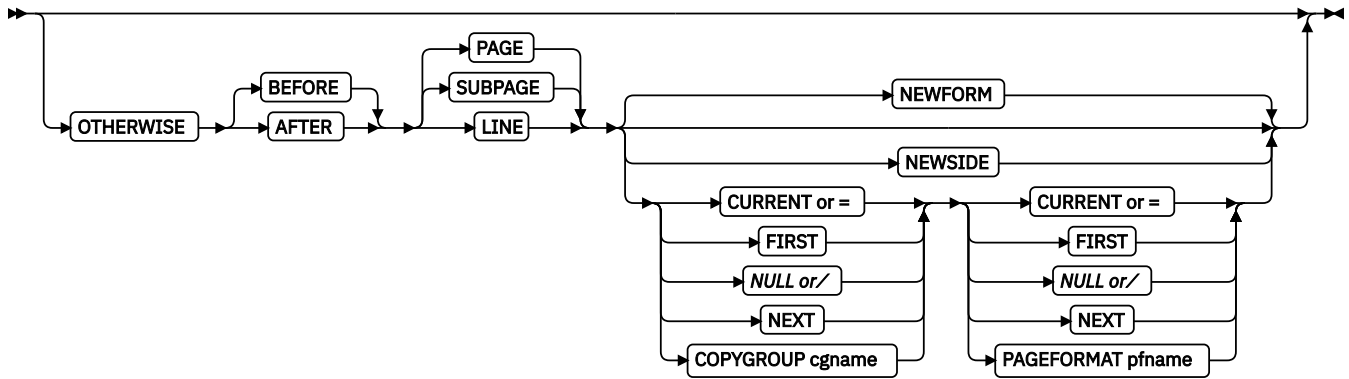 PAGE
BEFORE
SUBPAGE
NEWFORM
OTHERWISE
AFTER
LINE
NEWSIDE
CURRENT or =
CURRENT or =
FIRST
FIRST
NULL or/
NULL or/
NEXT
NEXT
COPYGROUP cgname
PAGEFORMAT pfname